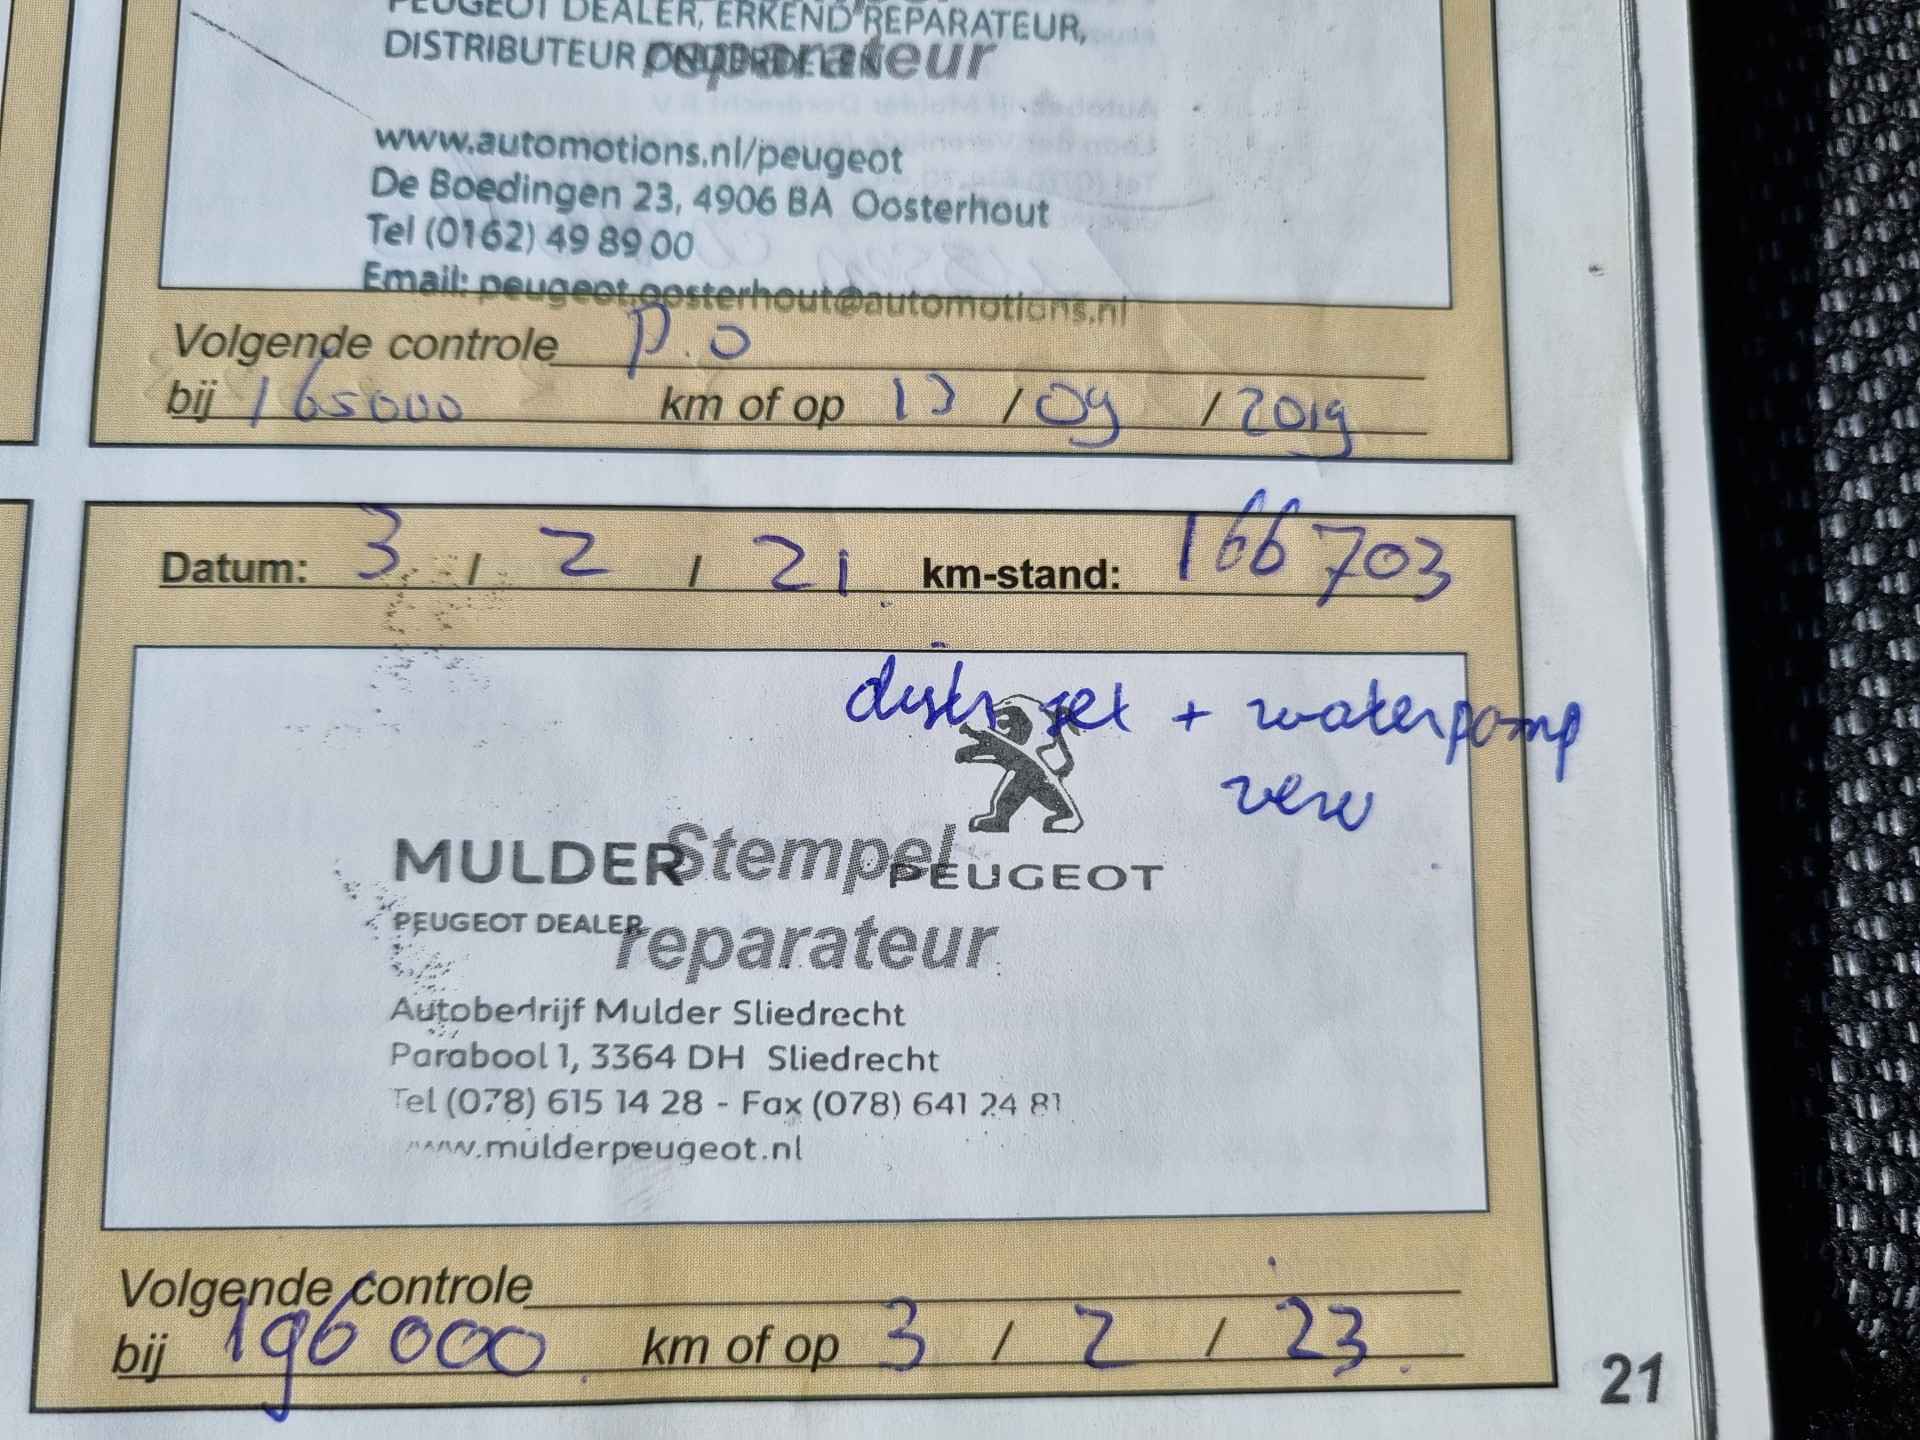 PEUGEOT DEALER, ERKEND REPARATEUR,
DISTRIBUTEUR ONDERDELEN
reparateur
www.automotions.nl/peugeot
De Boedingen 23, 4906 BA Oosterhout
Tel (0162) 49 89 00
Email: peugeot.oosterhout@automotions.nl
Volgende controle p.o
bij 165000 km of op 13 / 09 / 2019
Datum: 3 / 2 / 21 km-stand: 166703
distr set + waterpomp
verv
MULDER Stempel PEUGEOT
PEUGEOT DEALER
reparateur
Autobedrijf Mulder Sliedrecht
Parabool 1, 3364 DH Sliedrecht
Tel (078) 615 14 28 - Fax (078) 641 24 81
www.mulderpeugeot.nl
Volgende controle
bij 196000 km of op 3 / 2 / 23
21